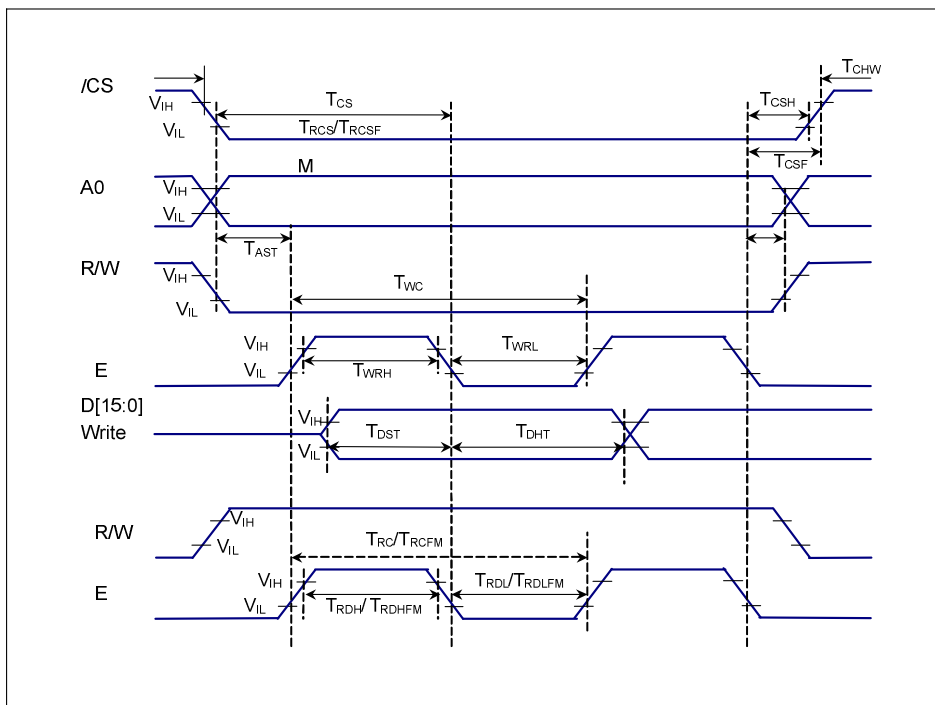 /CS
TCHW
VIH
TCS
TCSH
VIL
TRCS/TRCSF
TCSF
M
A0
VIH
VIL
TAST
R/W
VIH
TWC
VIL
VIH
TWRL
E
VIL
TWRH
D[15:0]
Write
VIH
VIL
TDST
TDHT
R/W
VIH
VIL
TRC/TRCFM
E
VIH
TRDL/TRDLFM
VIL
TRDH/ TRDHFM